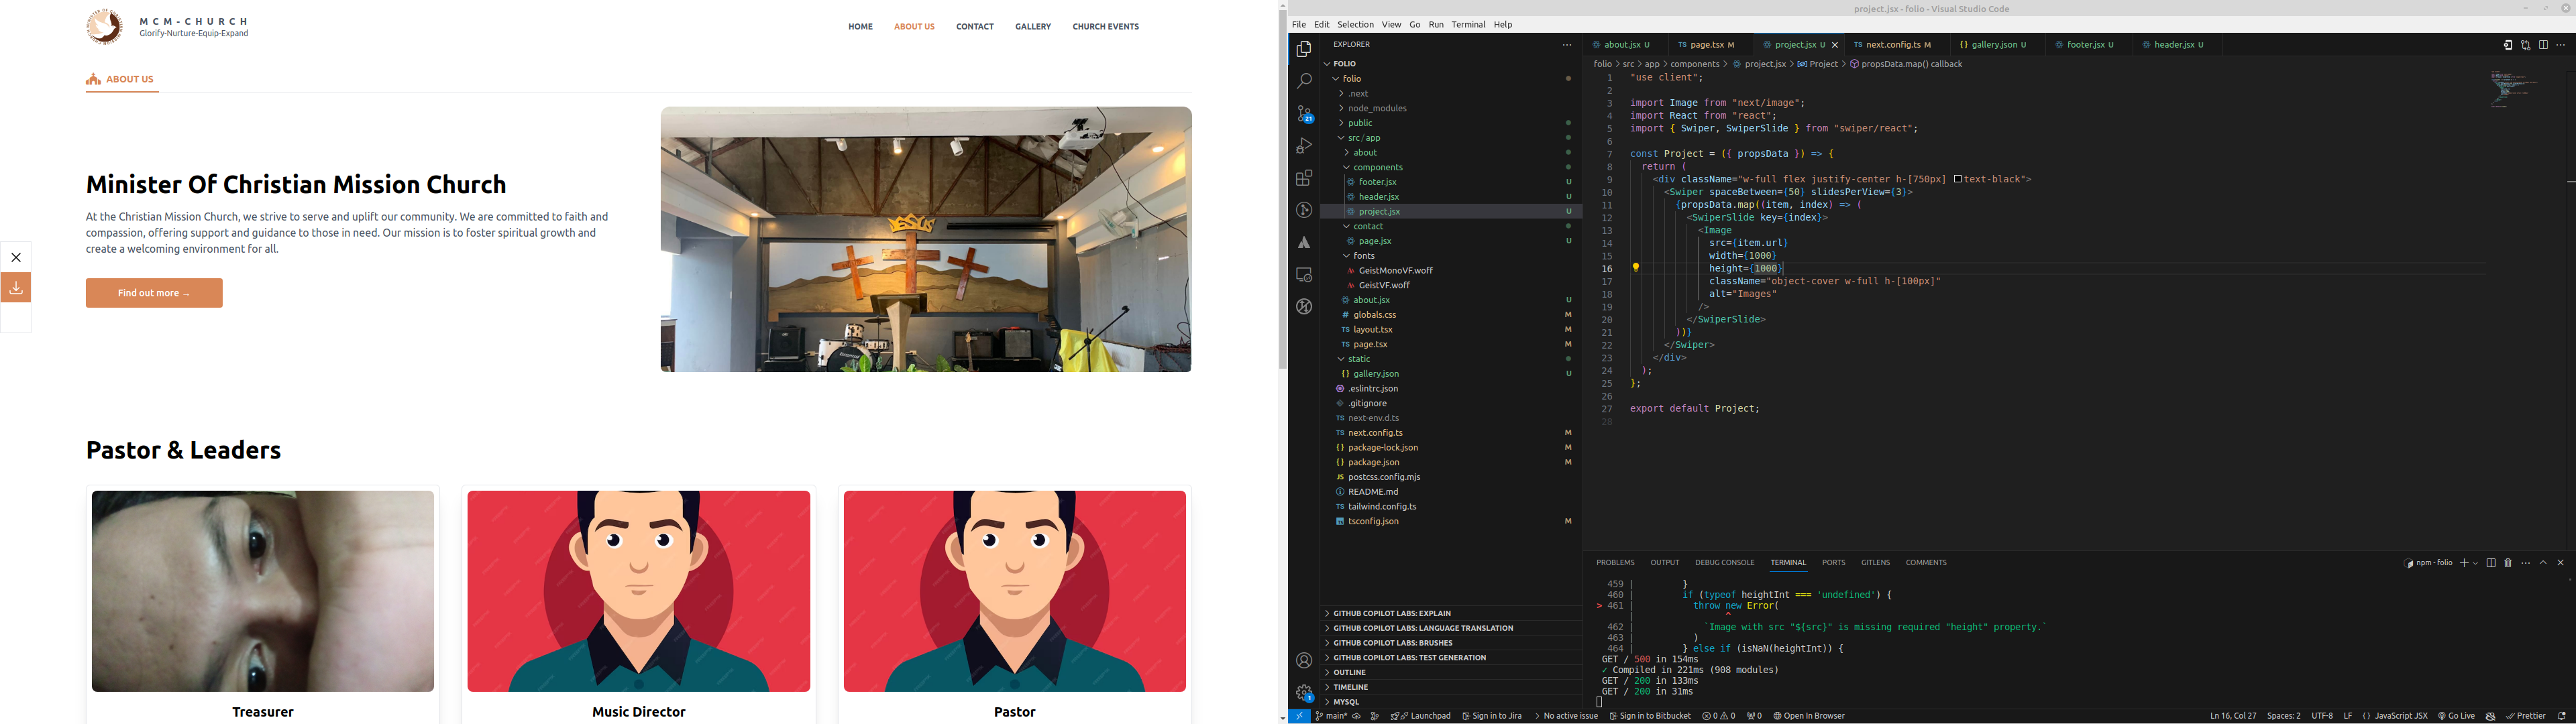 M C M - C H U R C H
Glorify-Nurture-Equip-Expand
HOME
ABOUT US
CONTACT
GALLERY
CHURCH EVENTS
ABOUT US
Minister Of Christian Mission Church
At the Christian Mission Church, we strive to serve and uplift our community. We are committed to faith and
compassion, offering support and guidance to those in need. Our mission is to foster spiritual growth and
create a welcoming environment for all.
Find out more →
Pastor & Leaders
Treasurer
Music Director
Pastor
project.jsx - folio - Visual Studio Code
File Edit Selection View Go Run Terminal Help
EXPLORER
FOLIO
folio
.next
node_modules
public
src / app
about
components
footer.jsx U
header.jsx U
project.jsx U
contact
page.jsx U
fonts
GeistMonoVF.woff
GeistVF.woff
about.jsx U
globals.css M
layout.tsx M
page.tsx M
static
gallery.json U
.eslintrc.json
.gitignore
next-env.d.ts
next.config.ts M
package-lock.json M
package.json M
postcss.config.mjs
README.md
tailwind.config.ts
tsconfig.json M
GITHUB COPILOT LABS: EXPLAIN
GITHUB COPILOT LABS: LANGUAGE TRANSLATION
GITHUB COPILOT LABS: BRUSHES
GITHUB COPILOT LABS: TEST GENERATION
OUTLINE
TIMELINE
MYSQL
21
1
about.jsx U
page.tsx M
project.jsx U
next.config.ts M
gallery.json U
footer.jsx U
header.jsx U
folio > src > app > components > project.jsx > Project > propsData.map() callback
1 "use client";
2
3 import Image from "next/image";
4 import React from "react";
5 import { Swiper, SwiperSlide } from "swiper/react";
6
7 const Project = ({ propsData }) => {
8 return (
9 <div className="w-full flex justify-center h-[750px] text-black">
10 <Swiper spaceBetween={50} slidesPerView={3}>
11 {propsData.map((item, index) => (
12 <SwiperSlide key={index}>
13 <Image
14 src={item.url}
15 width={1000}
16 height={1000}
17 className="object-cover w-full h-[100px]"
18 alt="Images"
19 />
20 </SwiperSlide>
21 ))}
22 </Swiper>
23 </div>
24 );
25 };
26
27 export default Project;
28
PROBLEMS OUTPUT DEBUG CONSOLE TERMINAL PORTS GITLENS COMMENTS
npm - folio
459 | }
460 | if (typeof heightInt === 'undefined') {
> 461 | throw new Error(
| ^
462 | `Image with src "${src}" is missing required "height" property.`
463 | )
464 | } else if (isNaN(heightInt)) {
GET / 500 in 154ms
✓ Compiled in 221ms (908 modules)
GET / 200 in 133ms
GET / 200 in 31ms
main* Launchpad Sign in to Jira No active issue Sign in to Bitbucket 0 0 0 Open In Browser
Ln 16, Col 27 Spaces: 2 UTF-8 LF JavaScript JSX Go Live Prettier